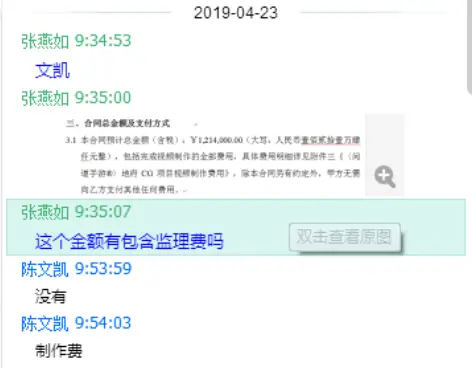 2019-04-23
张燕如 9:34:53
文凯
张燕如 9:35:00
三、合同总金额及支付方式
3.1 本合同预计总金额（含税），¥1,214,000.00（大写，人民币壹佰贰拾壹万肆
仟元整），包括完成视频制作的全部费用，具体费用明细详见附件三《《问
道手游®》地府 CG 项目视频制作费用》，除本合同另有约定外，甲方无需
向乙方支付其他任何费用。
张燕如 9:35:07
这个金额有包含监理费吗
双击查看原图
陈文凯 9:53:59
没有
陈文凯 9:54:03
制作费